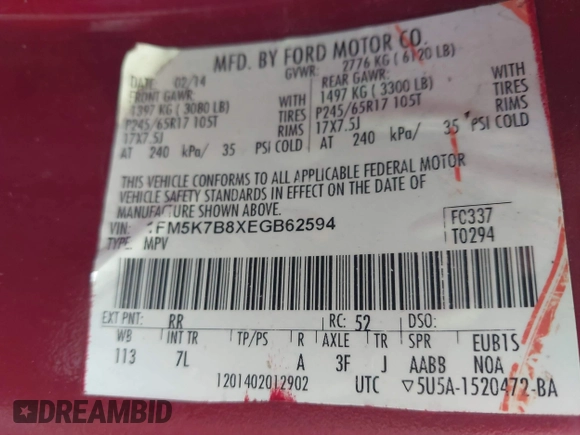 MFD. BY FORD MOTOR CO.
DATE: 02/14
GVWR: 2776 KG ( 6120 LB)
FRONT GAWR:
1397 KG ( 3080 LB)
WITH
P245/65R17 105T
TIRES
17X7.5J
RIMS
AT 240 kPa/ 35 PSI COLD
REAR GAWR:
1497 KG ( 3300 LB)
WITH
P245/65R17 105T
TIRES
17X7.5J
RIMS
AT 240 kPa/ 35 PSI COLD
THIS VEHICLE CONFORMS TO ALL APPLICABLE FEDERAL MOTOR
VEHICLE SAFETY STANDARDS IN EFFECT ON THE DATE OF
MANUFACTURE SHOWN ABOVE.
VIN: 1FM5K7B8XEGB62594
TYPE: MPV
FC337
T0294
EXT PNT: RR RC: 52 DSO:
WB INT TR TP/PS R AXLE TR SPR EUB1S
113 7L A 3F J AABB N0A
1201402012902 UTC ▽5U5A-1520472-BA
DREAMBID